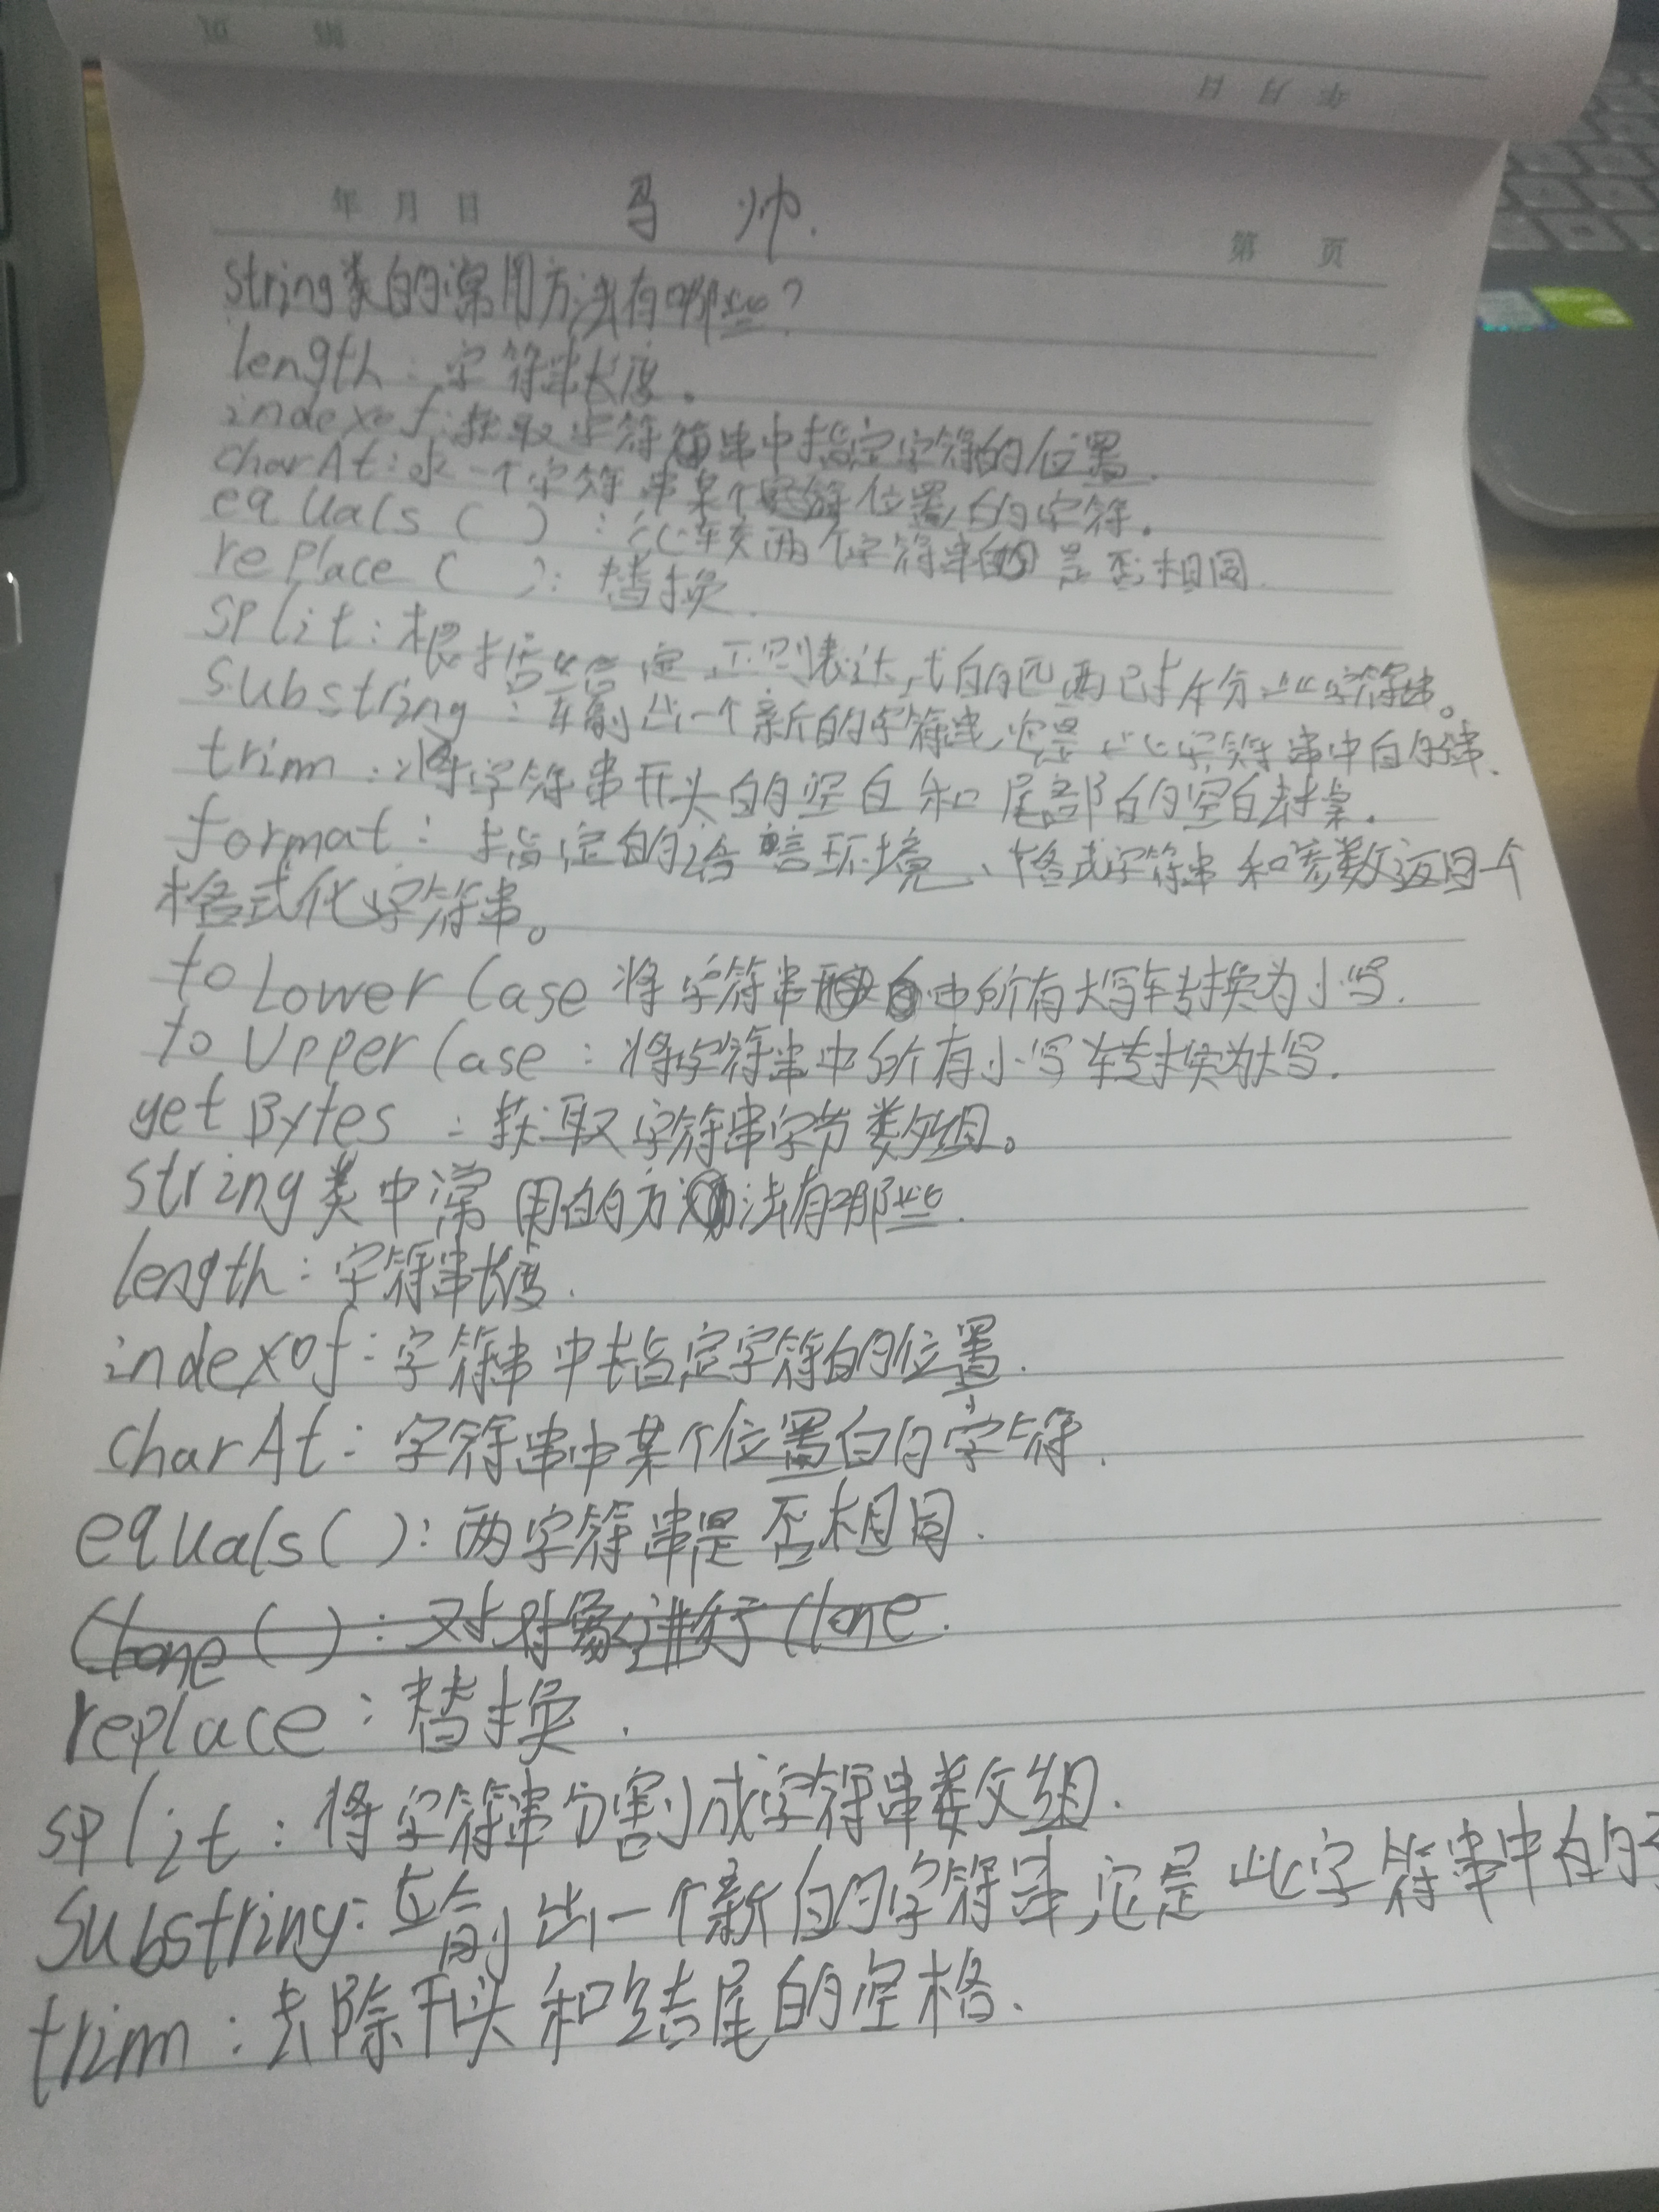 年 月 日
年 月 日 马 帅.
第 页
string类的常用方法有哪些?
length：字符串长度。
indexof：获取字符串中指定字符的位置.
charAt：求一个字符串某个位置的字符。
equals( )：比较两个字符串是否相同.
replace( )：替换.
split：根据给定正则表达式的匹配拆分此字符串。
substring：输出一个新的字符串,它是此字符串中的子串、
trim：将字符串开头的空白和尾部的空白去掉.
format：指定的语言环境、格式字符串和参数返回一个
格式化字符串。
toLowerCase 将字符串中所有大写转换为小写.
toUpperCase：将字符串中所有小写转换为大写.
getBytes：获取字符串字节数组。
string类中常用的方法有哪些.
length：字符串长度.
indexof：字符串中指定字符的位置.
charAt：字符串中某个位置的字符.
equals( )：两字符串是否相同.
Clone( )：对对象进行Clone.
replace：替换.
split：将字符串分割成字符串数组.
substring：输出一个新的字符串,它是此字符串中的子
trim：去除开头和结尾的空格.